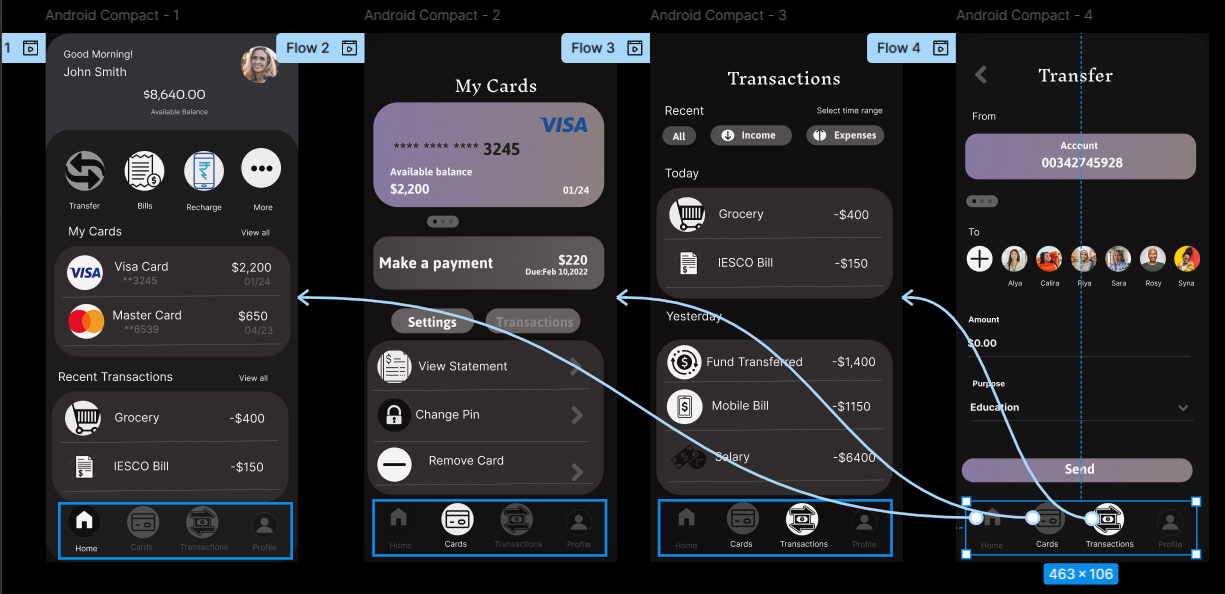 Android Compact - 1
1
Good Morning!
John Smith
$8,640.00
Available Balance
Transfer
Bills
Recharge
More
My Cards
View all
VISA
Visa Card
**3245
$2,200
01/24
Master Card
**6539
$650
04/23
Recent Transactions
View all
Grocery
-$400
IESCO Bill
-$150
Home
Cards
Transactions
Profile
Android Compact - 2
Flow 2
My Cards
VISA
**** **** **** 3245
Available balance
$2,200
01/24
Make a payment
$220
Due:Feb 10,2022
Settings
Transactions
View Statement
Change Pin
Remove Card
Home
Cards
Transactions
Profile
Android Compact - 3
Flow 3
Transactions
Recent
Select time range
All
Income
Expenses
Today
Grocery
-$400
IESCO Bill
-$150
Yesterday
Fund Transferred
-$1,400
Mobile Bill
-$1150
Salary
-$6400
Home
Cards
Transactions
Profile
Android Compact - 4
Flow 4
Transfer
From
Account
00342745928
To
Alya
Calira
Riya
Sara
Rosy
Syna
Amount
$0.00
Purpose
Education
Send
Home
Cards
Transactions
Profile
463 × 106